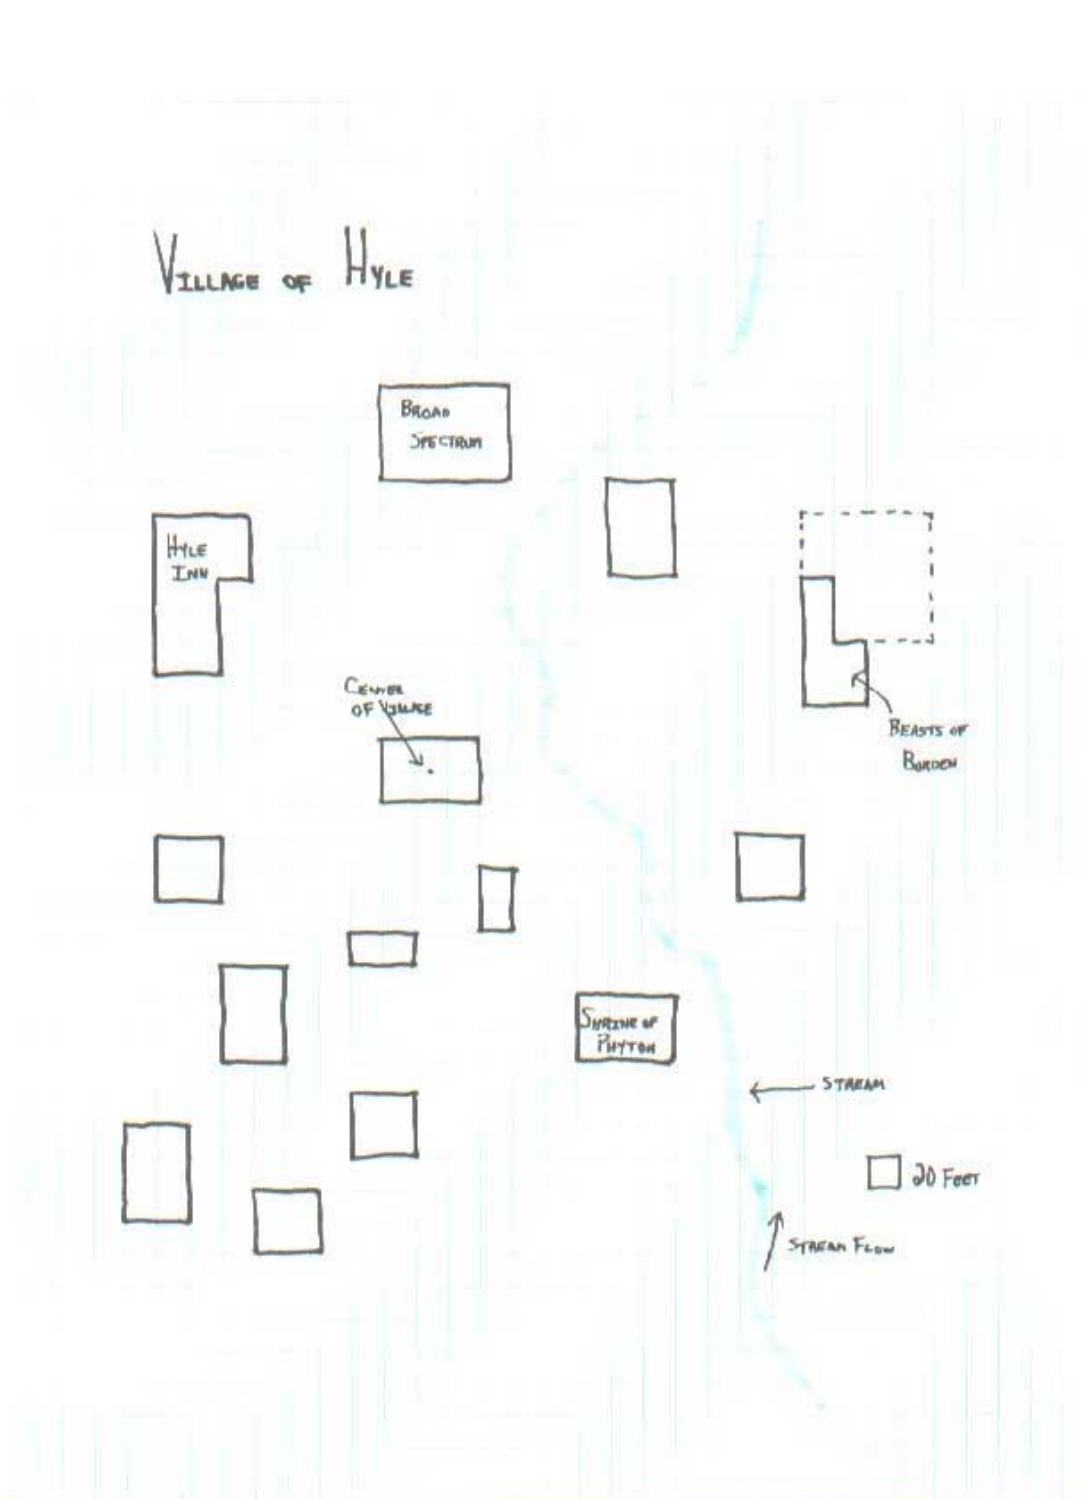 VILLAGE OF HYLE
BROAD
SPECTRUM
HYLE
INN
CENTER
OF VILLAGE
BEASTS OF
BORDEN
SHRINE OF
PHYTON
STREAM
20 FEET
STREAM FLOW